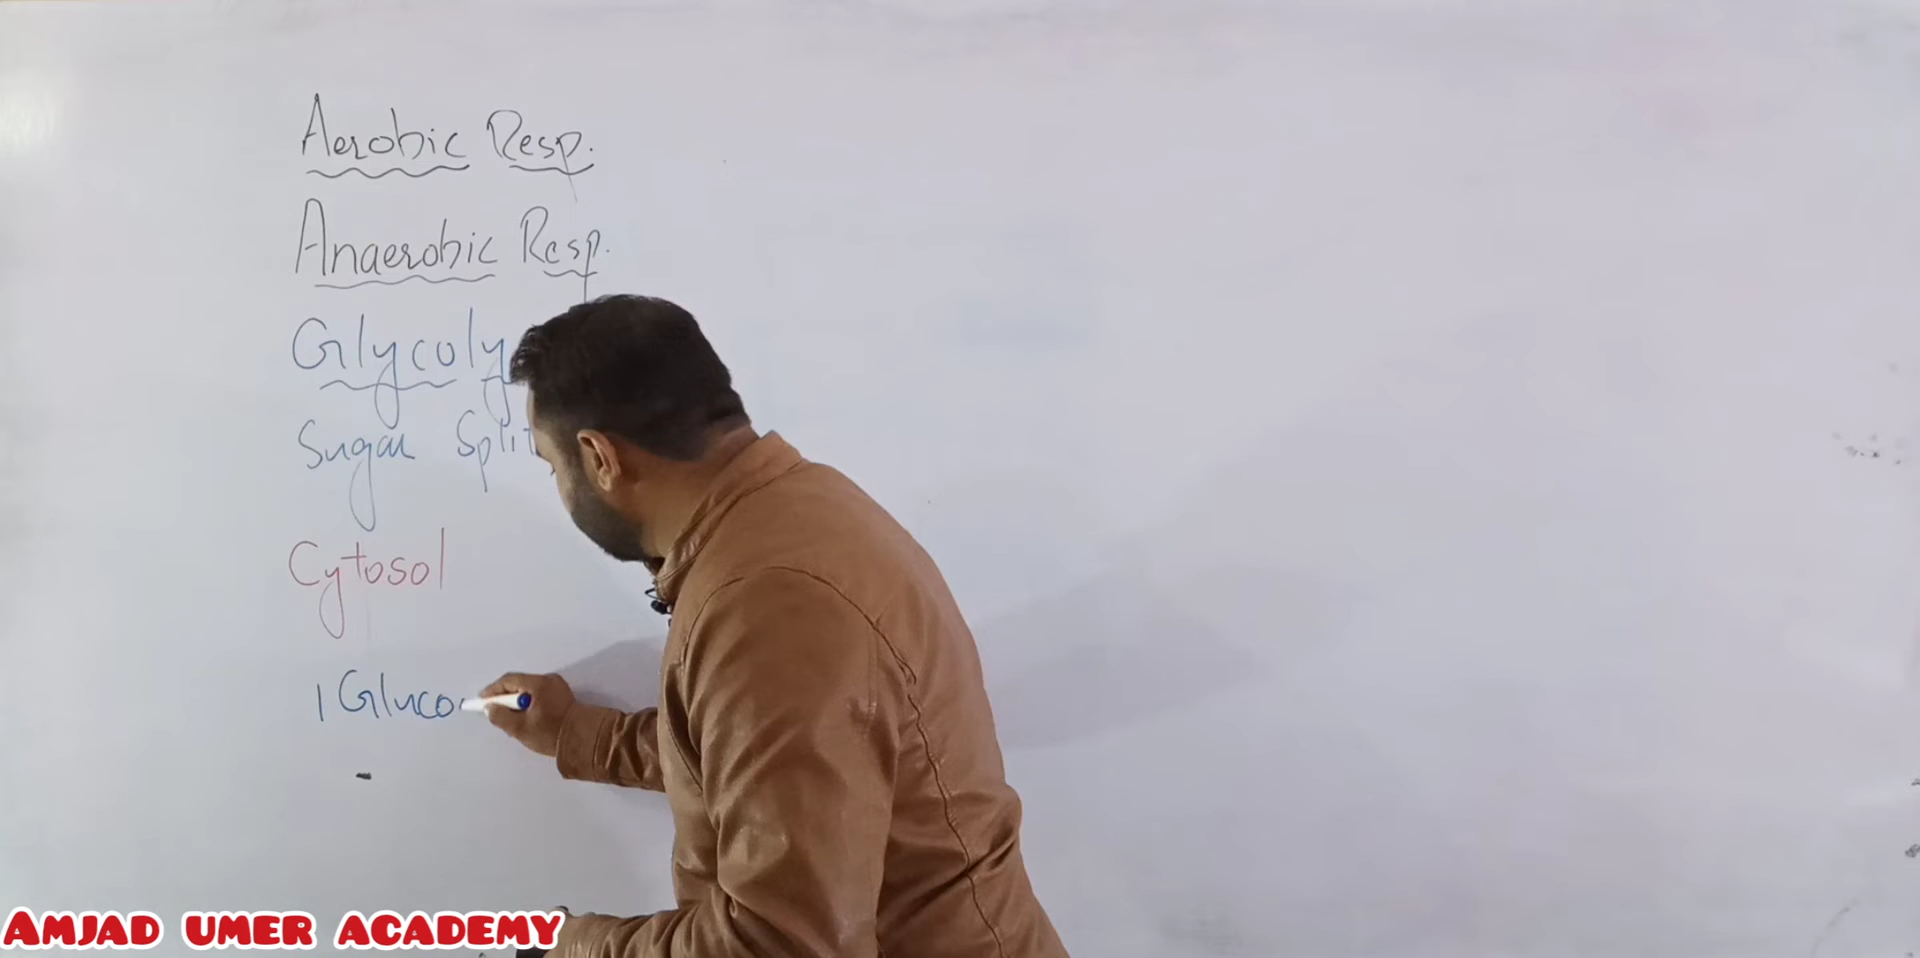 Aerobic Resp.
Anaerobic Resp.
Glycoly
Sugar Split
Cytosol
1 Gluco
AMJAD UMER ACADEMY